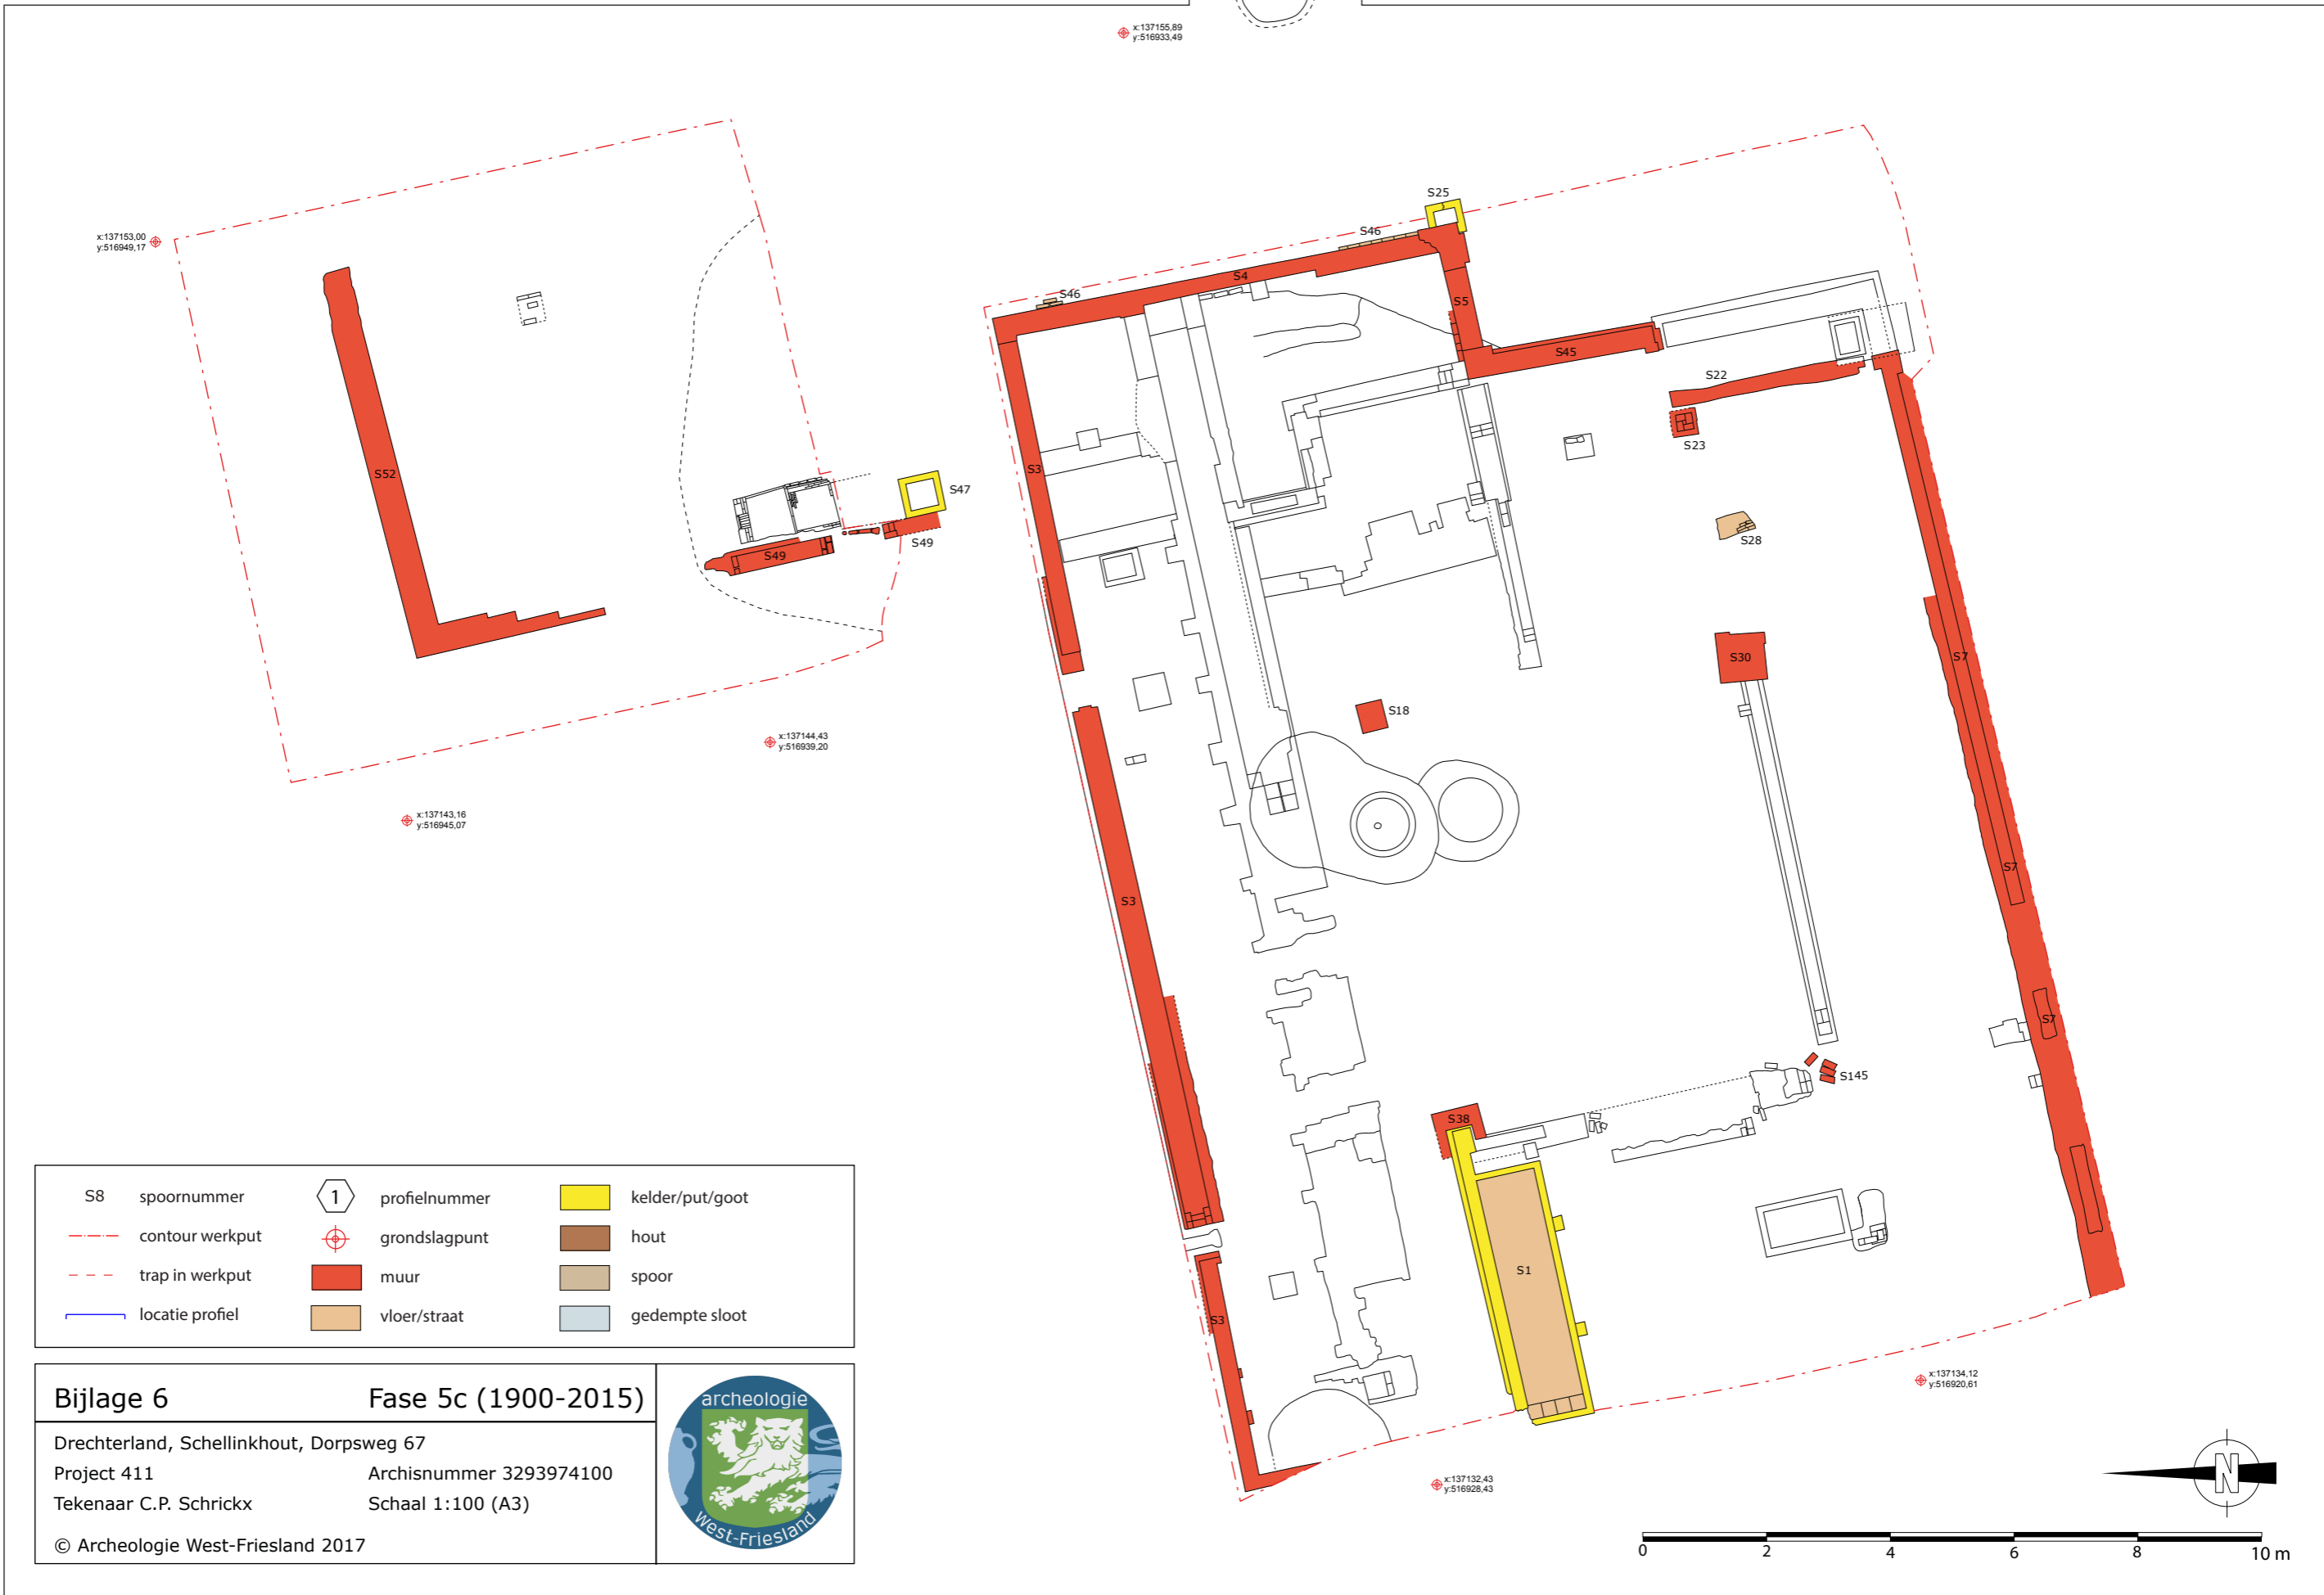 x:137155,89
y:516933,49
x:137153,00
y:516949,17
S25
S46
S4
S46
S5
S45
S22
S23
S3
S52
S47
S49
S49
S28
S30
S7
S18
x:137144,43
y:516939,20
x:137143,16
y:516945,07
S7
S3
S7
S145
S38
S1
S3
x:137134,12
y:516920,61
x:137132,43
y:516928,43
S8 spoornummer
1 profielnummer
kelder/put/goot
contour werkput
grondslagpunt
hout
trap in werkput
muur
spoor
locatie profiel
vloer/straat
gedempte sloot
Bijlage 6 Fase 5c (1900-2015)
Drechterland, Schellinkhout, Dorpsweg 67
Project 411 Archisnummer 3293974100
Tekenaar C.P. Schrickx Schaal 1:100 (A3)
© Archeologie West-Friesland 2017
archeologie
West-Friesland
N
0 2 4 6 8 10 m